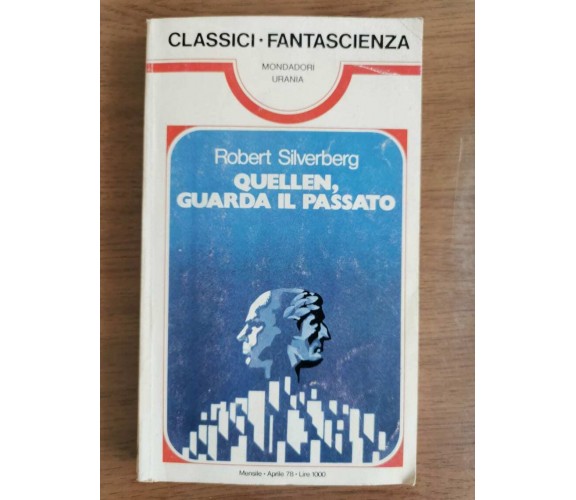 CLASSICI • FANTASCIENZA
MONDADORI
URANIA
Robert Silverberg
QUELLEN,
GUARDA IL PASSATO
Mensile • Aprile 78 • Lire 1000